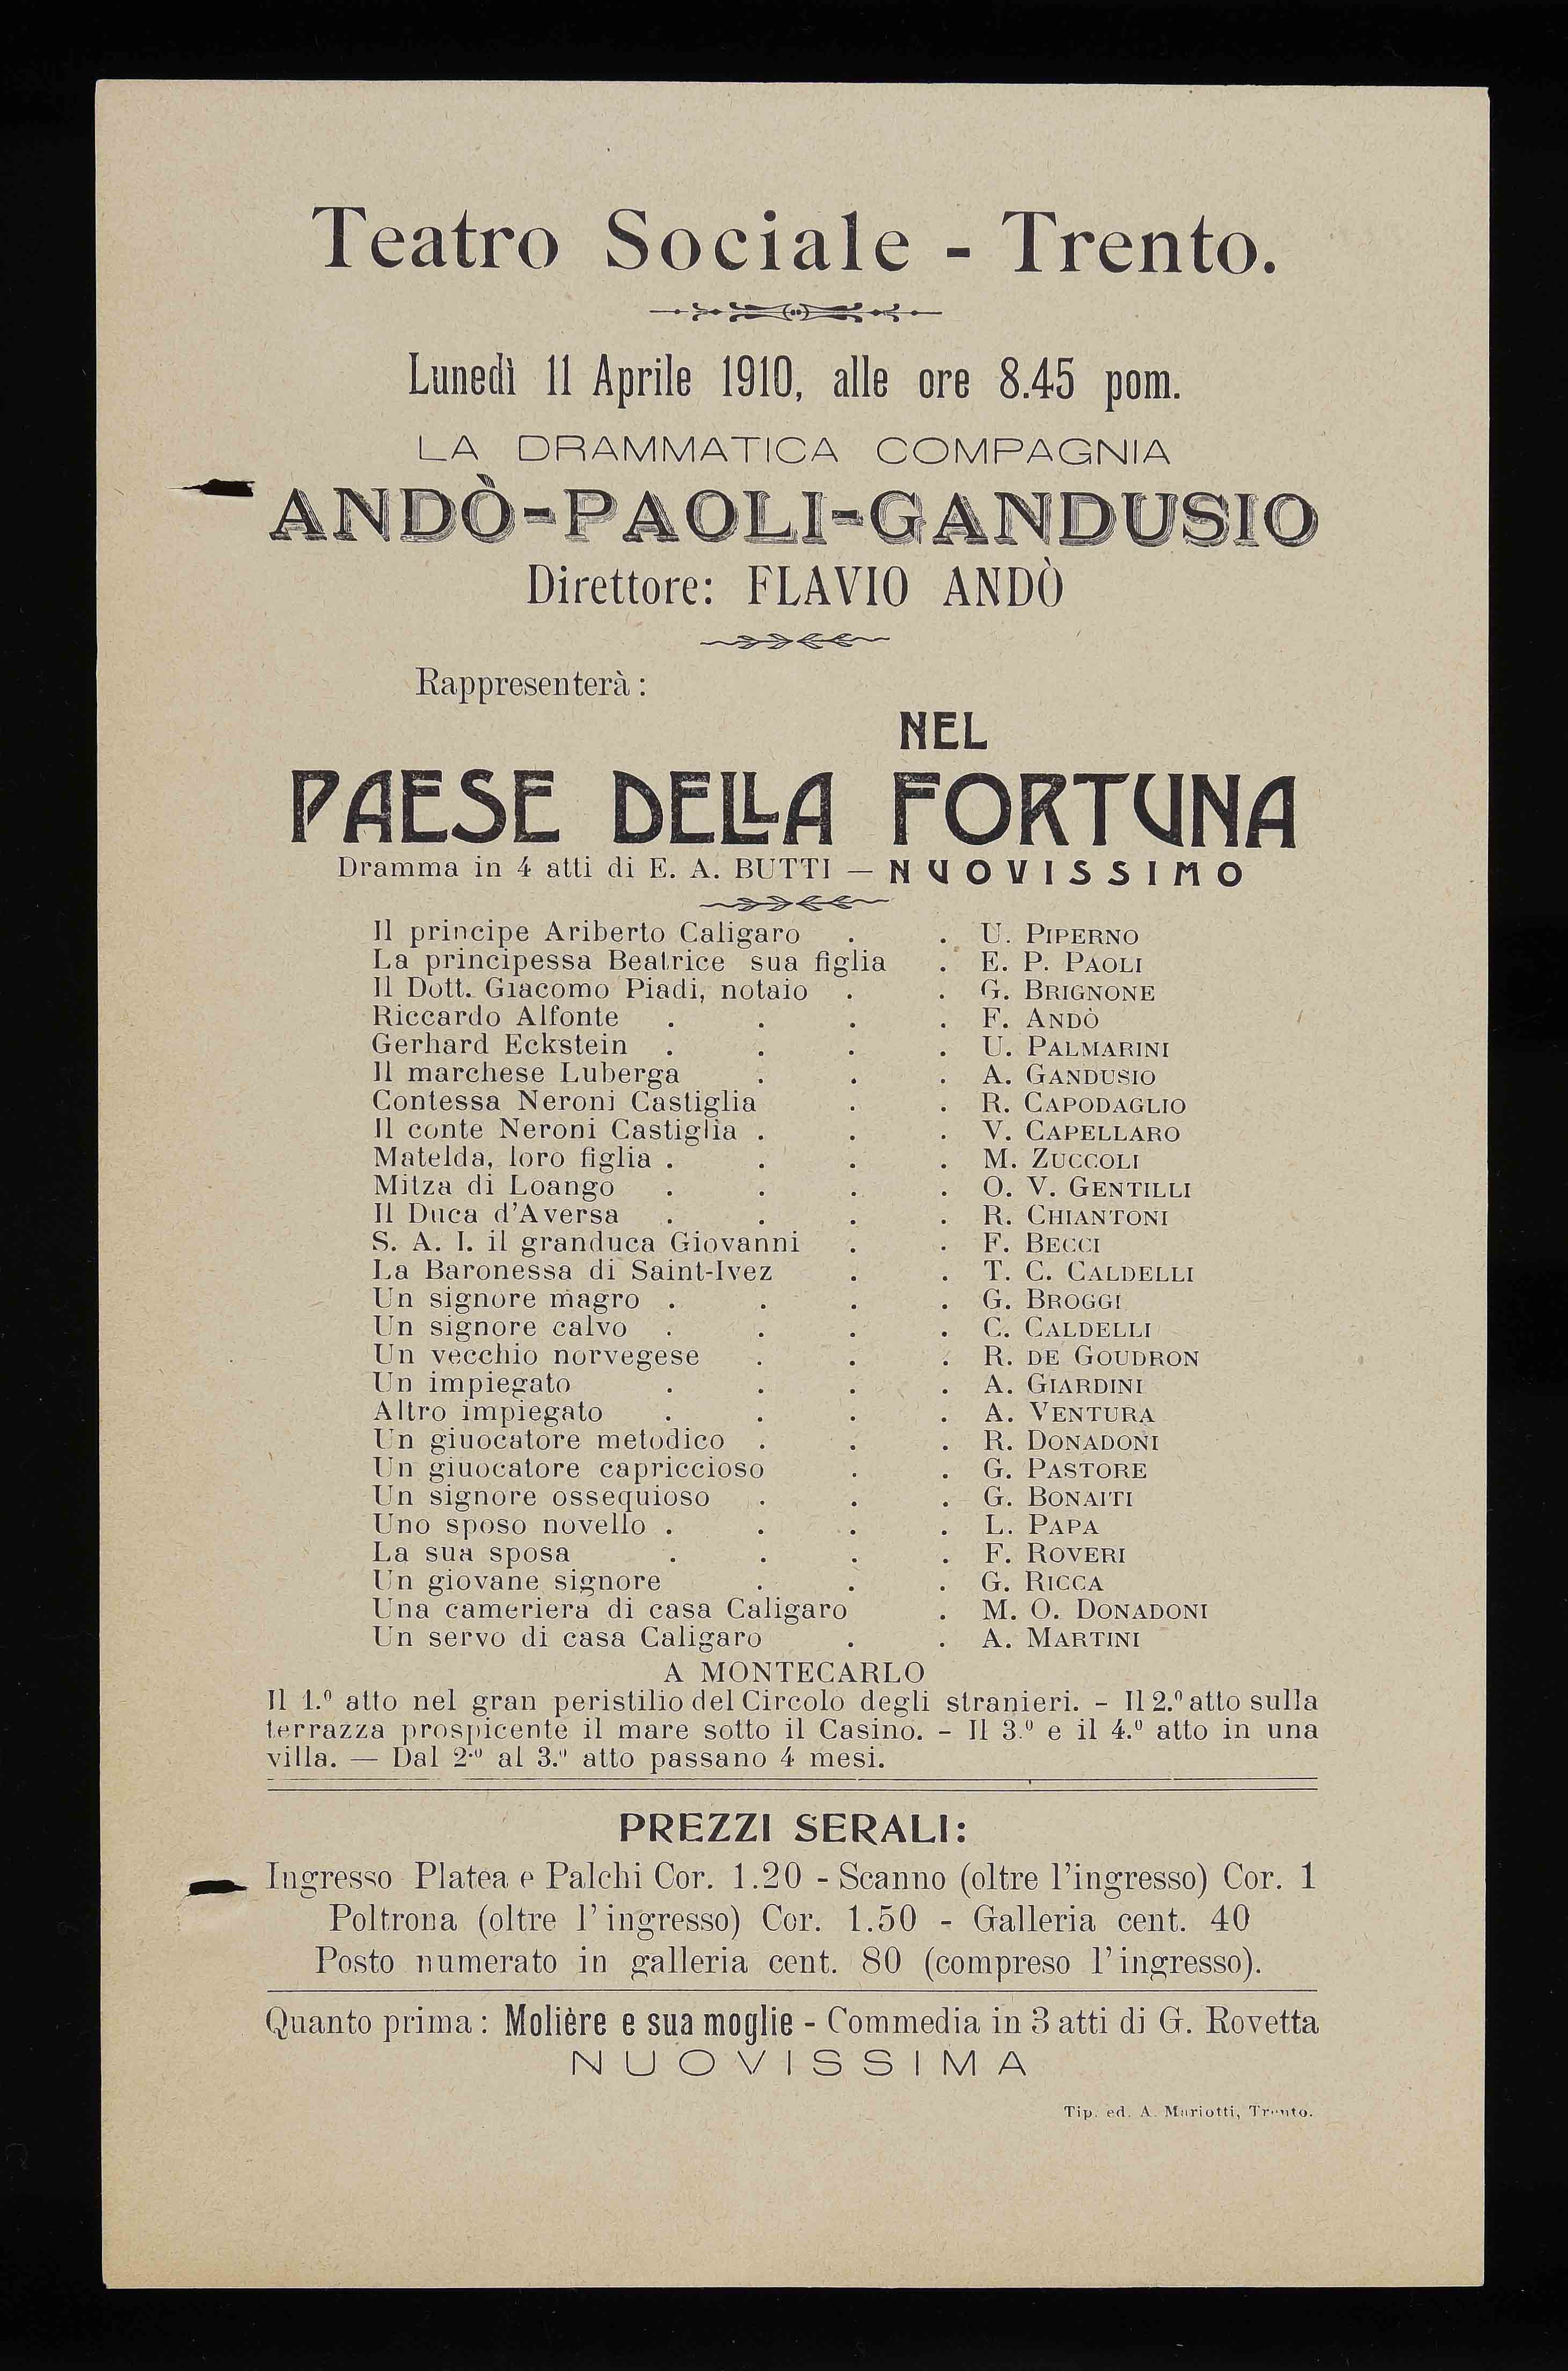 Teatro Sociale - Trento.
Lunedì 11 Aprile 1910, alle ore 8.45 pom.
LA DRAMMATICA COMPAGNIA
ANDÒ-PAOLI-GANDUSIO
Direttore: FLAVIO ANDÒ
Rappresenterà:
NEL
PAESE DELLA FORTUNA
Dramma in 4 atti di E. A. BUTTI — NUOVISSIMO
Il principe Ariberto Caligaro . . U. PIPERNO
La principessa Beatrice sua figlia . E. P. PAOLI
Il Dott. Giacomo Piadi, notaio . . G. BRIGNONE
Riccardo Alfonte . . . . F. ANDÒ
Gerhard Eckstein . . . . U. PALMARINI
Il marchese Luberga . . . A. GANDUSIO
Contessa Neroni Castiglia . . R. CAPODAGLIO
Il conte Neroni Castiglia . . . V. CAPELLARO
Matelda, loro figlia . . . . M. ZUCCOLI
Mitza di Loango . . . . O. V. GENTILLI
Il Duca d'Aversa . . . . R. CHIANTONI
S. A. I. il granduca Giovanni . . F. BECCI
La Baronessa di Saint-Ivez . . T. C. CALDELLI
Un signore magro . . . . G. BROGGI
Un signore calvo . . . . C. CALDELLI
Un vecchio norvegese . . . R. DE GOUDRON
Un impiegato . . . . A. GIARDINI
Altro impiegato . . . . A. VENTURA
Un giuocatore metodico . . . R. DONADONI
Un giuocatore capriccioso . . G. PASTORE
Un signore ossequioso . . . G. BONAITI
Uno sposo novello . . . . L. PAPA
La sua sposa . . . . F. ROVERI
Un giovane signore . . . G. RICCA
Una cameriera di casa Caligaro . M. O. DONADONI
Un servo di casa Caligaro . . A. MARTINI
A MONTECARLO
Il 1.º atto nel gran peristilio del Circolo degli stranieri. - Il 2.º atto sulla
terrazza prospicente il mare sotto il Casino. - Il 3.º e il 4.º atto in una
villa. — Dal 2.º al 3.º atto passano 4 mesi.
PREZZI SERALI:
Ingresso Platea e Palchi Cor. 1.20 - Scanno (oltre l'ingresso) Cor. 1
Poltrona (oltre l'ingresso) Cor. 1.50 - Galleria cent. 40
Posto numerato in galleria cent. 80 (compreso l'ingresso).
Quanto prima: Molière e sua moglie - Commedia in 3 atti di G. Rovetta
NUOVISSIMA
Tip. ed. A. Mariotti, Trento.